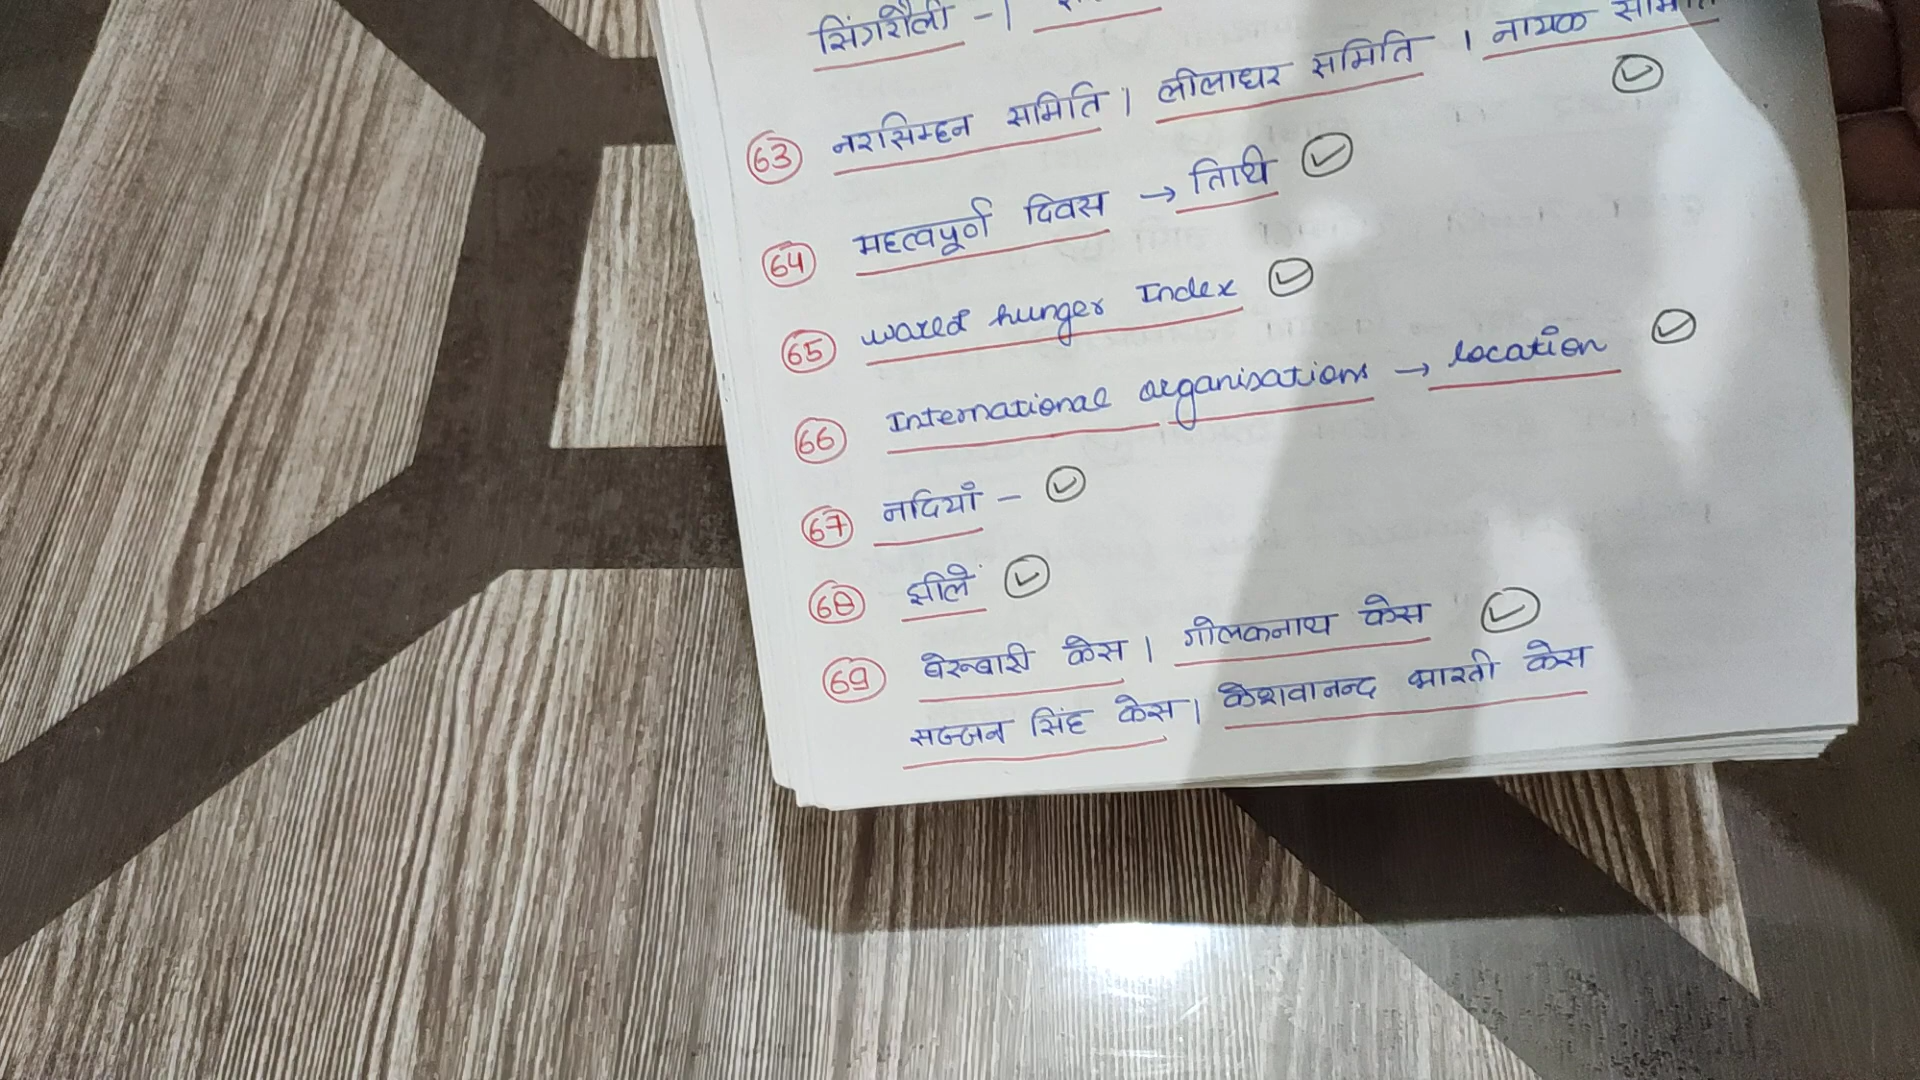 सिंगरौली - |
63 नरसिम्हन समिति । लीलाधर समिति । नायक समिति
64 महत्वपूर्ण दिवस → तिथि
65 World hunger Index
66 International organisations → location
67 नदियाँ -
68 झीलें
69 बेरूबारी केस । गोलकनाथ केस
सज्जन सिंह केस । केशवानन्द भारती केस